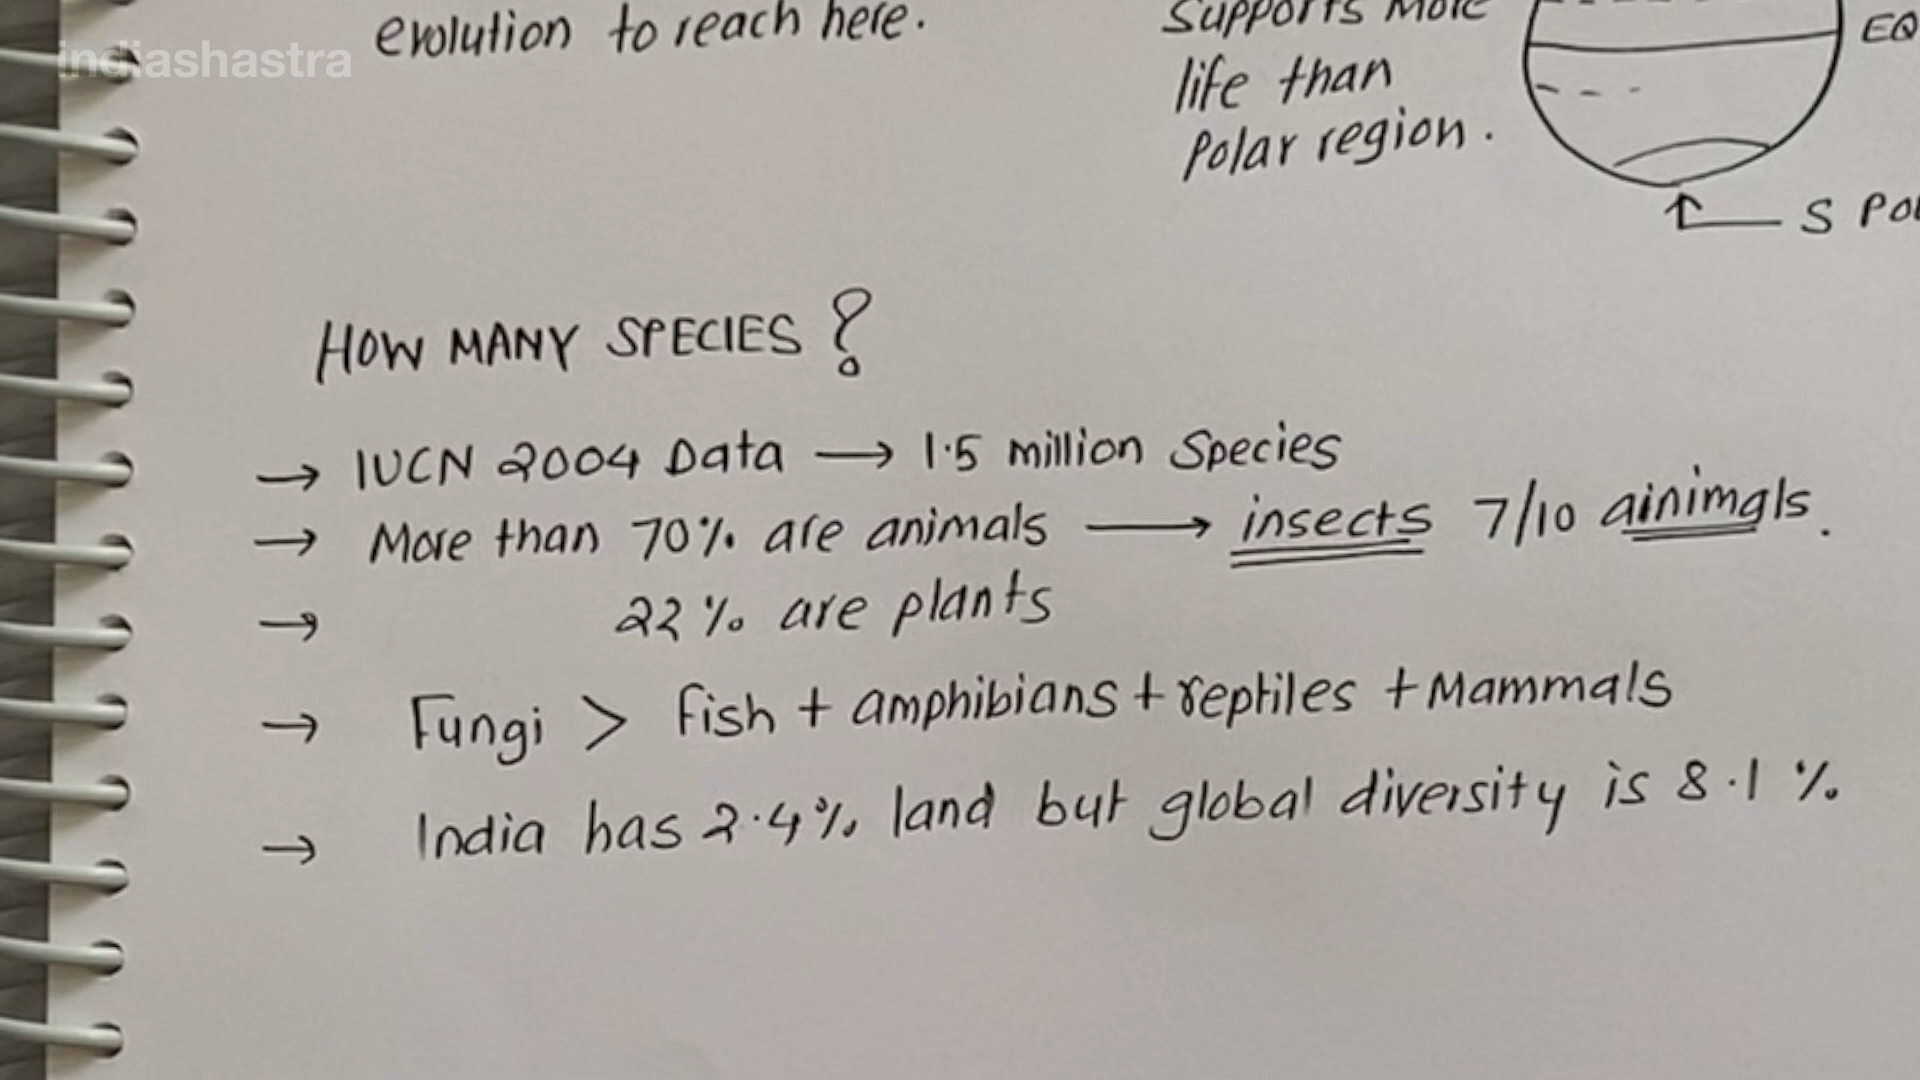 indiashastra
evolution to reach here.
Supports More
life than
Polar region.
EQ
S POL
HOW MANY SPECIES?
→ IUCN 2004 Data → 1.5 million Species
→ More than 70% are animals → insects 7/10 ainimals.
→ 22% are plants
→ Fungi > Fish + amphibians + reptiles + Mammals
→ India has 2.4% land but global diversity is 8.1 %